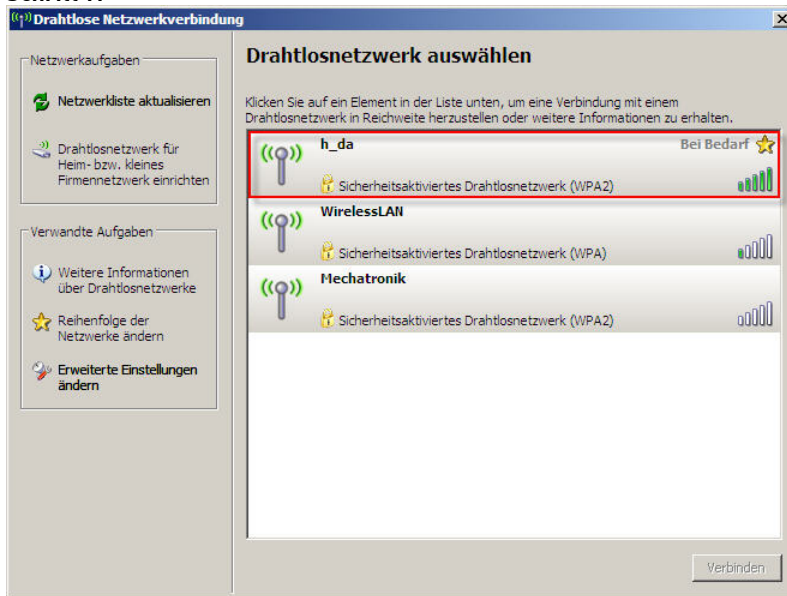 Drahtlose Netzwerkverbindung
Netzwerkaufgaben
Netzwerkliste aktualisieren
Drahtlosnetzwerk für
Heim- bzw. kleines
Firmennetzwerk einrichten
Verwandte Aufgaben
Weitere Informationen
über Drahtlosnetzwerke
Reihenfolge der
Netzwerke ändern
Erweiterte Einstellungen
ändern
Drahtlosnetzwerk auswählen
Klicken Sie auf ein Element in der Liste unten, um eine Verbindung mit einem
Drahtlosnetzwerk in Reichweite herzustellen oder weitere Informationen zu erhalten.
h_da Bei Bedarf
Sicherheitsaktiviertes Drahtlosnetzwerk (WPA2)
WirelessLAN
Sicherheitsaktiviertes Drahtlosnetzwerk (WPA)
Mechatronik
Sicherheitsaktiviertes Drahtlosnetzwerk (WPA2)
Verbinden